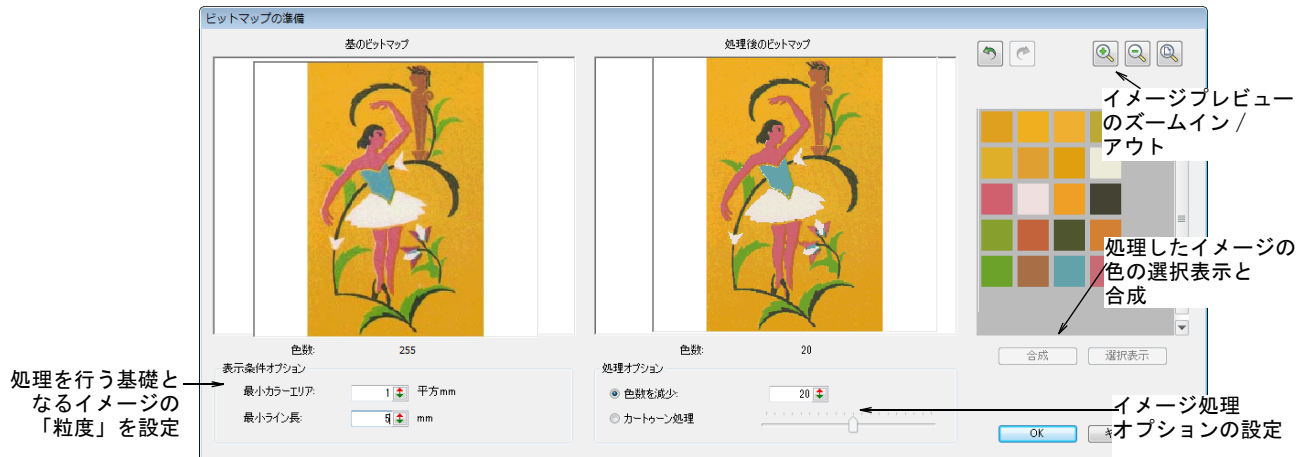 ビットマップの準備
基のビットマップ
処理後のビットマップ
イメージプレビュー
のズームイン /
アウト
処理したイメージの
色の選択表示と
合成
色数: 255
色数: 20
合成
選択表示
表示条件オプション
最小カラーエリア: 1 平方mm
最小ライン長: 5 mm
処理を行う基礎と
なるイメージの
「粒度」を設定
処理オプション
色数を減少: 20
カートゥーン処理
イメージ処理
オプションの設定
OK